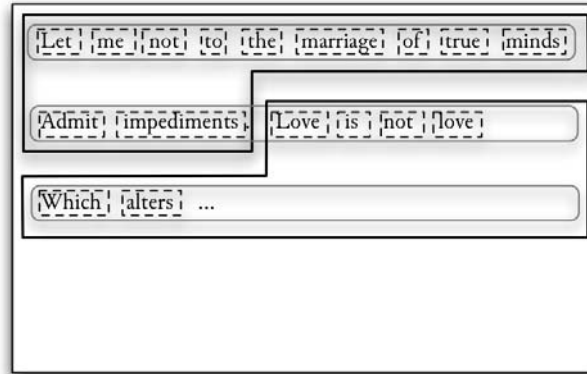 Let me not to the marriage of true minds
Admit impediments. Love is not love
Which alters ...